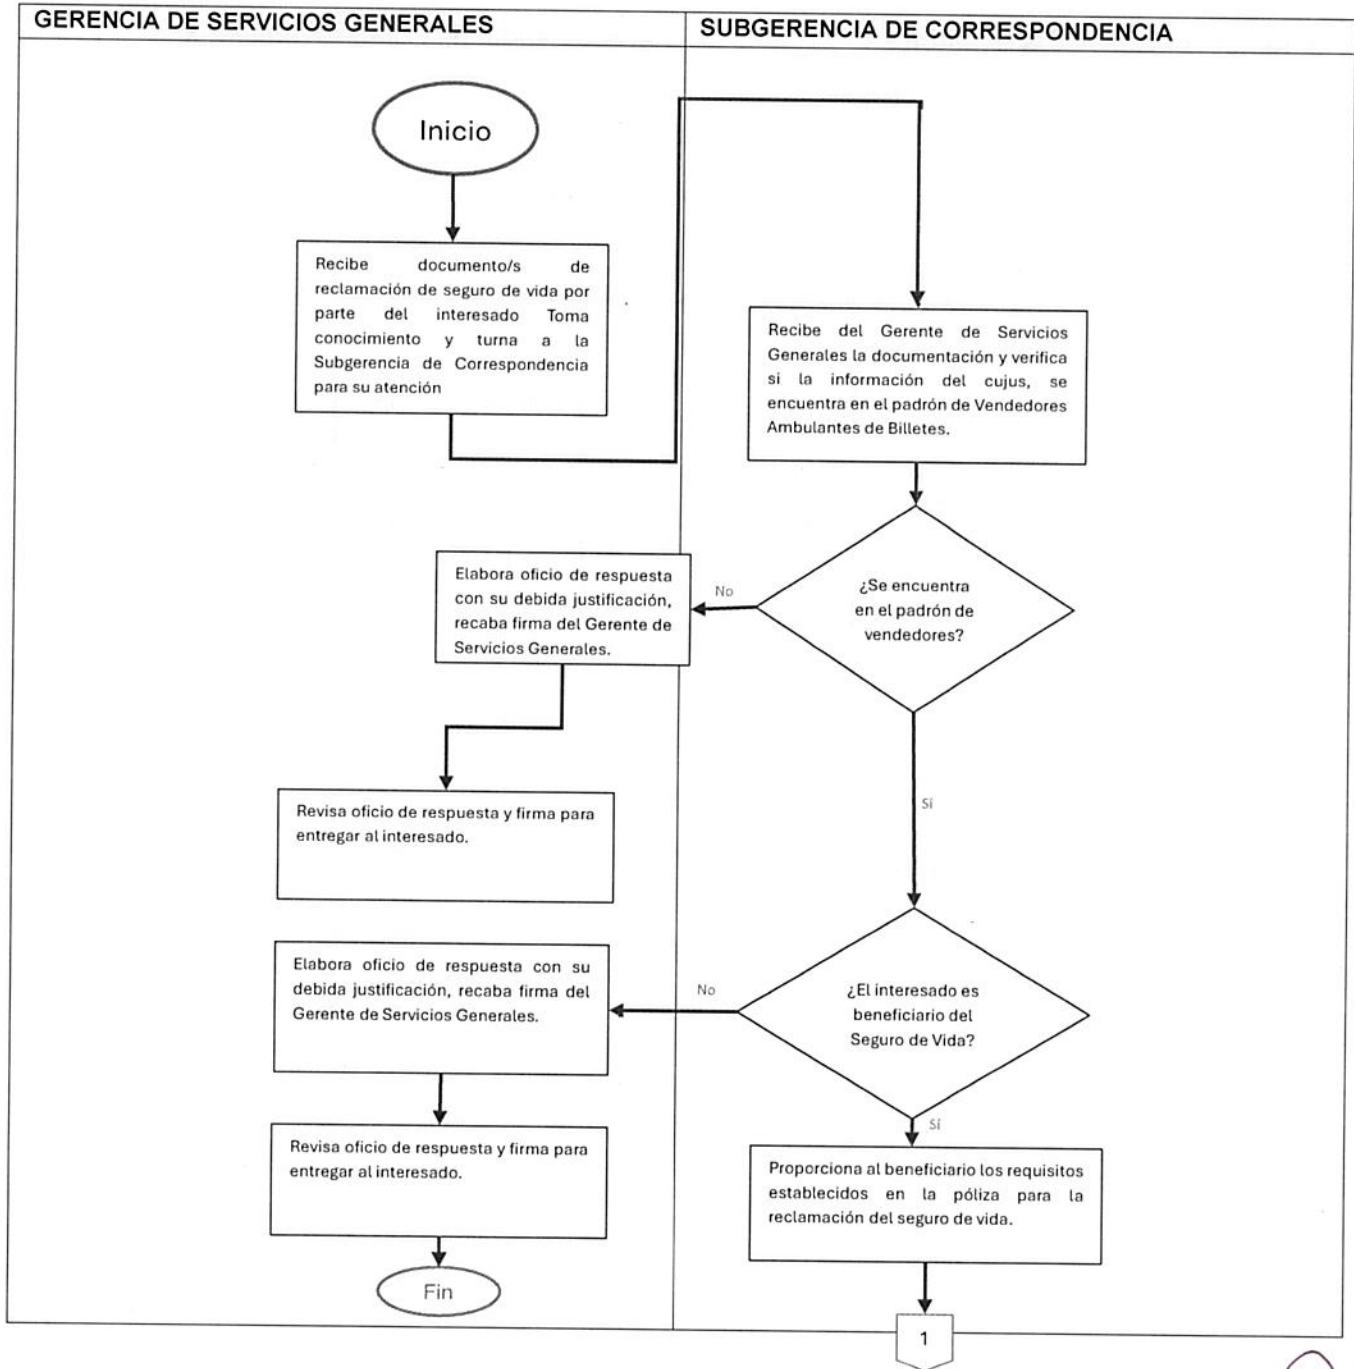 GERENCIA DE SERVICIOS GENERALES
SUBGERENCIA DE CORRESPONDENCIA
Inicio
Recibe documento/s de
reclamación de seguro de vida por
parte del interesado Toma
conocimiento y turna a la
Subgerencia de Correspondencia
para su atención
Recibe del Gerente de Servicios
Generales la documentación y verifica
si la información del cujus, se
encuentra en el padrón de Vendedores
Ambulantes de Billetes.
¿Se encuentra
en el padrón de
vendedores?
No
Elabora oficio de respuesta
con su debida justificación,
recaba firma del Gerente de
Servicios Generales.
Revisa oficio de respuesta y firma para
entregar al interesado.
Sí
¿El interesado es
beneficiario del
Seguro de Vida?
No
Elabora oficio de respuesta con su
debida justificación, recaba firma del
Gerente de Servicios Generales.
Revisa oficio de respuesta y firma para
entregar al interesado.
Fin
Sí
Proporciona al beneficiario los requisitos
establecidos en la póliza para la
reclamación del seguro de vida.
1